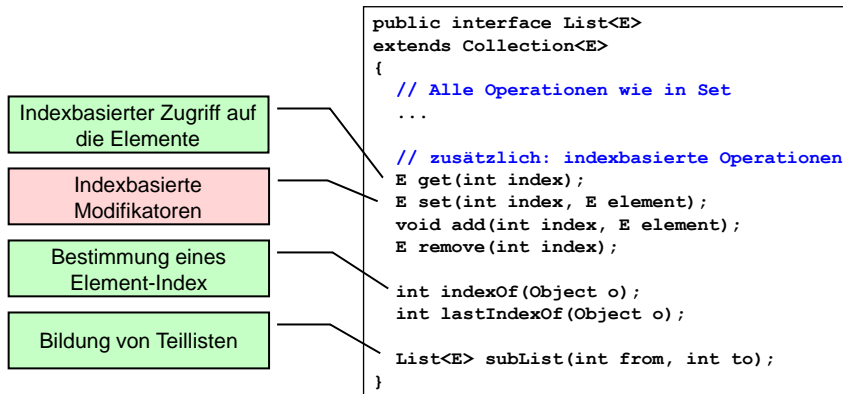 public interface List<E>
extends Collection<E>
{
// Alle Operationen wie in Set
...
// zusätzlich: indexbasierte Operationen
E get(int index);
E set(int index, E element);
void add(int index, E element);
E remove(int index);
int indexOf(Object o);
int lastIndexOf(Object o);
List<E> subList(int from, int to);
}
Indexbasierter Zugriff auf
die Elemente
Indexbasierte
Modifikatoren
Bestimmung eines
Element-Index
Bildung von Teillisten